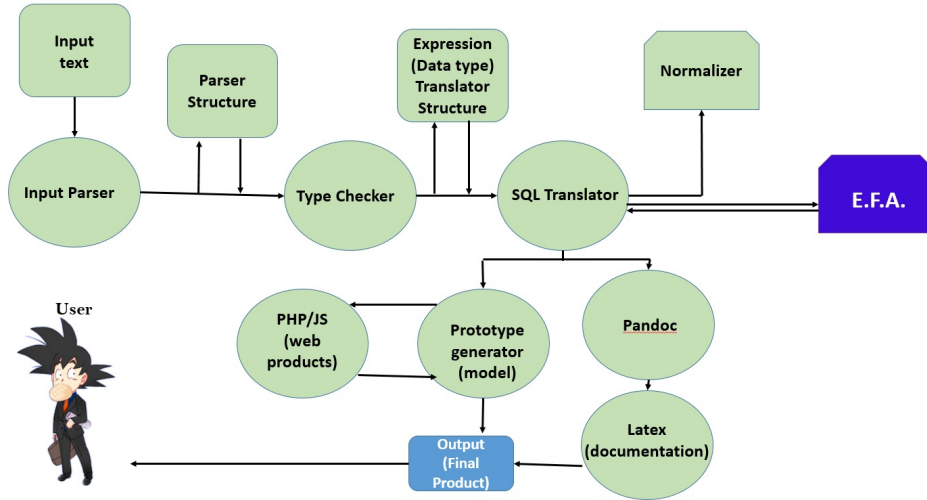 Input
text
Parser
Structure
Expression
(Data type)
Translator
Structure
Normalizer
Input Parser
Type Checker
SQL Translator
E.F.A.
User
PHP/JS
(web
products)
Prototype
generator
(model)
Pandoc
Output
(Final
Product)
Latex
(documentation)